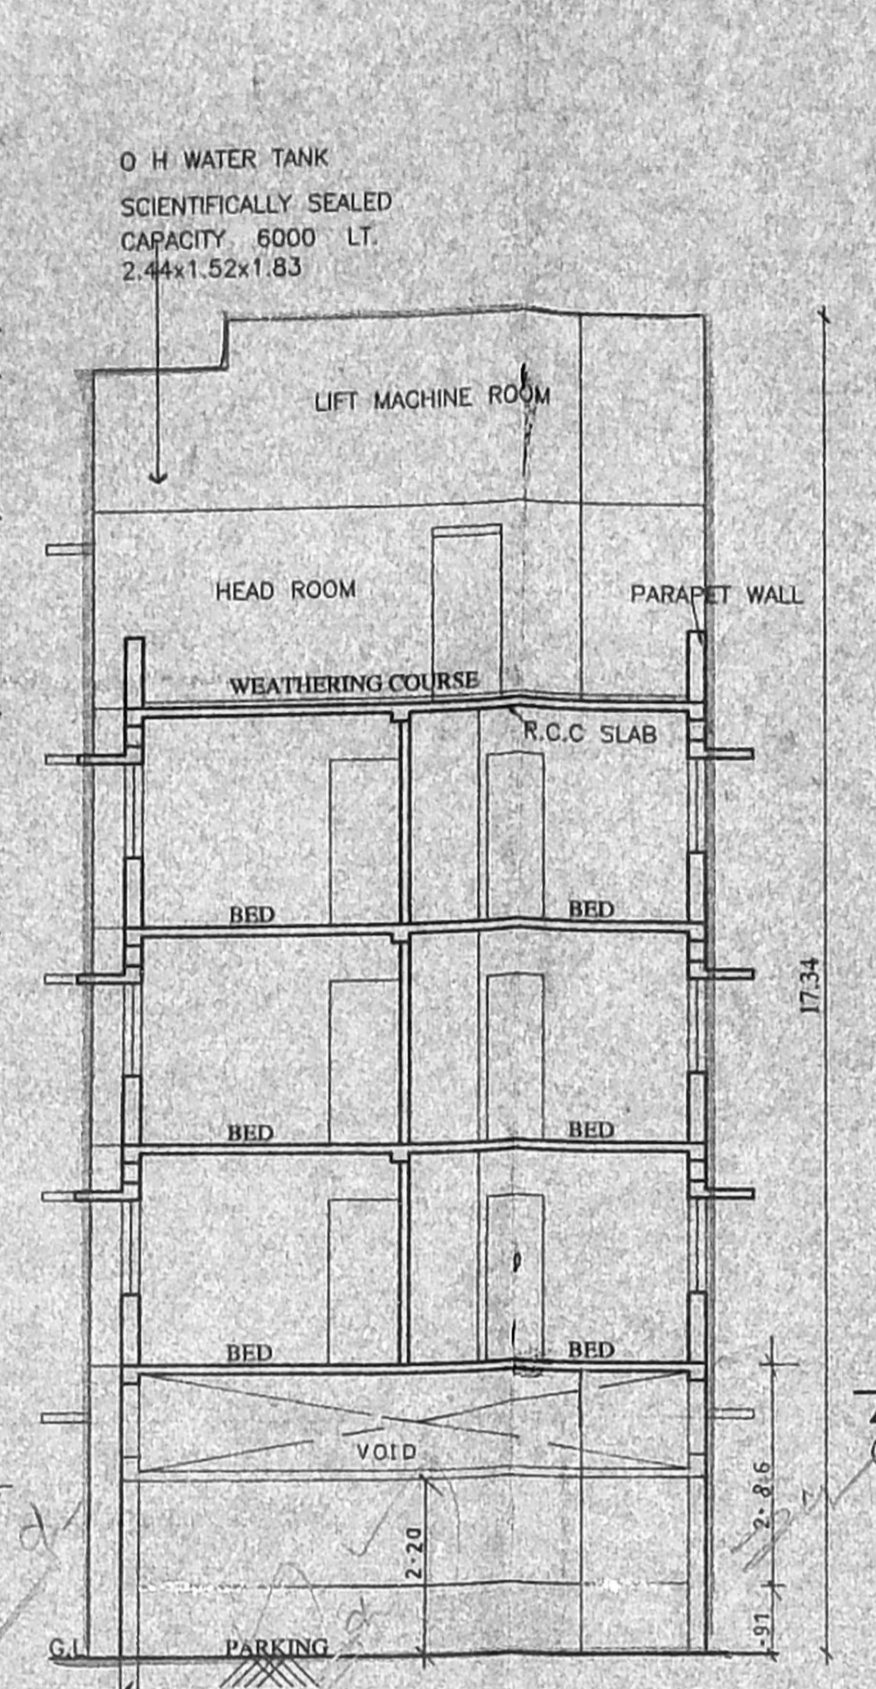 O H WATER TANK
SCIENTIFICALLY SEALED
CAPACITY 6000 LT.
2.44x1.52x1.83
LIFT MACHINE ROOM
HEAD ROOM
PARAPET WALL
WEATHERING COURSE
R.C.C SLAB
BED
BED
17.34
BED
BED
BED
BED
VOID
2.86
2.20
.91
G.L
PARKING